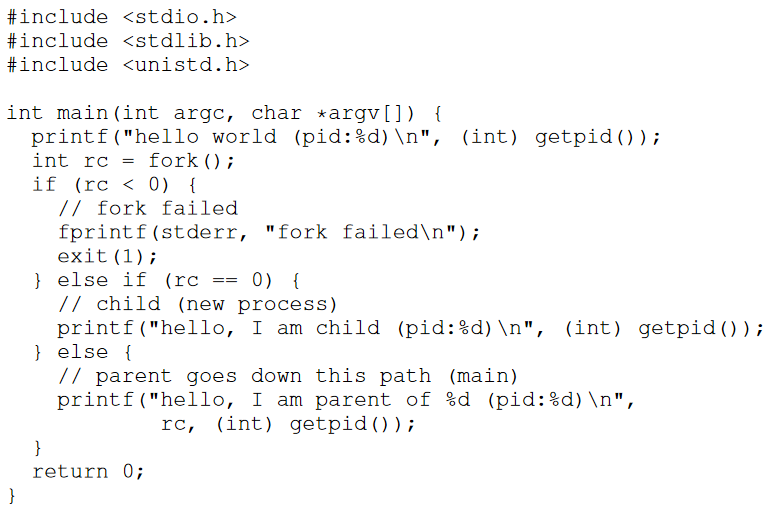 #include <stdio.h>
#include <stdlib.h>
#include <unistd.h>

int main(int argc, char *argv[]) {
  printf("hello world (pid:%d)\n", (int) getpid());
  int rc = fork();
  if (rc < 0) {
    // fork failed
    fprintf(stderr, "fork failed\n");
    exit(1);
  } else if (rc == 0) {
    // child (new process)
    printf("hello, I am child (pid:%d)\n", (int) getpid());
  } else {
    // parent goes down this path (main)
    printf("hello, I am parent of %d (pid:%d)\n",
            rc, (int) getpid());
  }
  return 0;
}